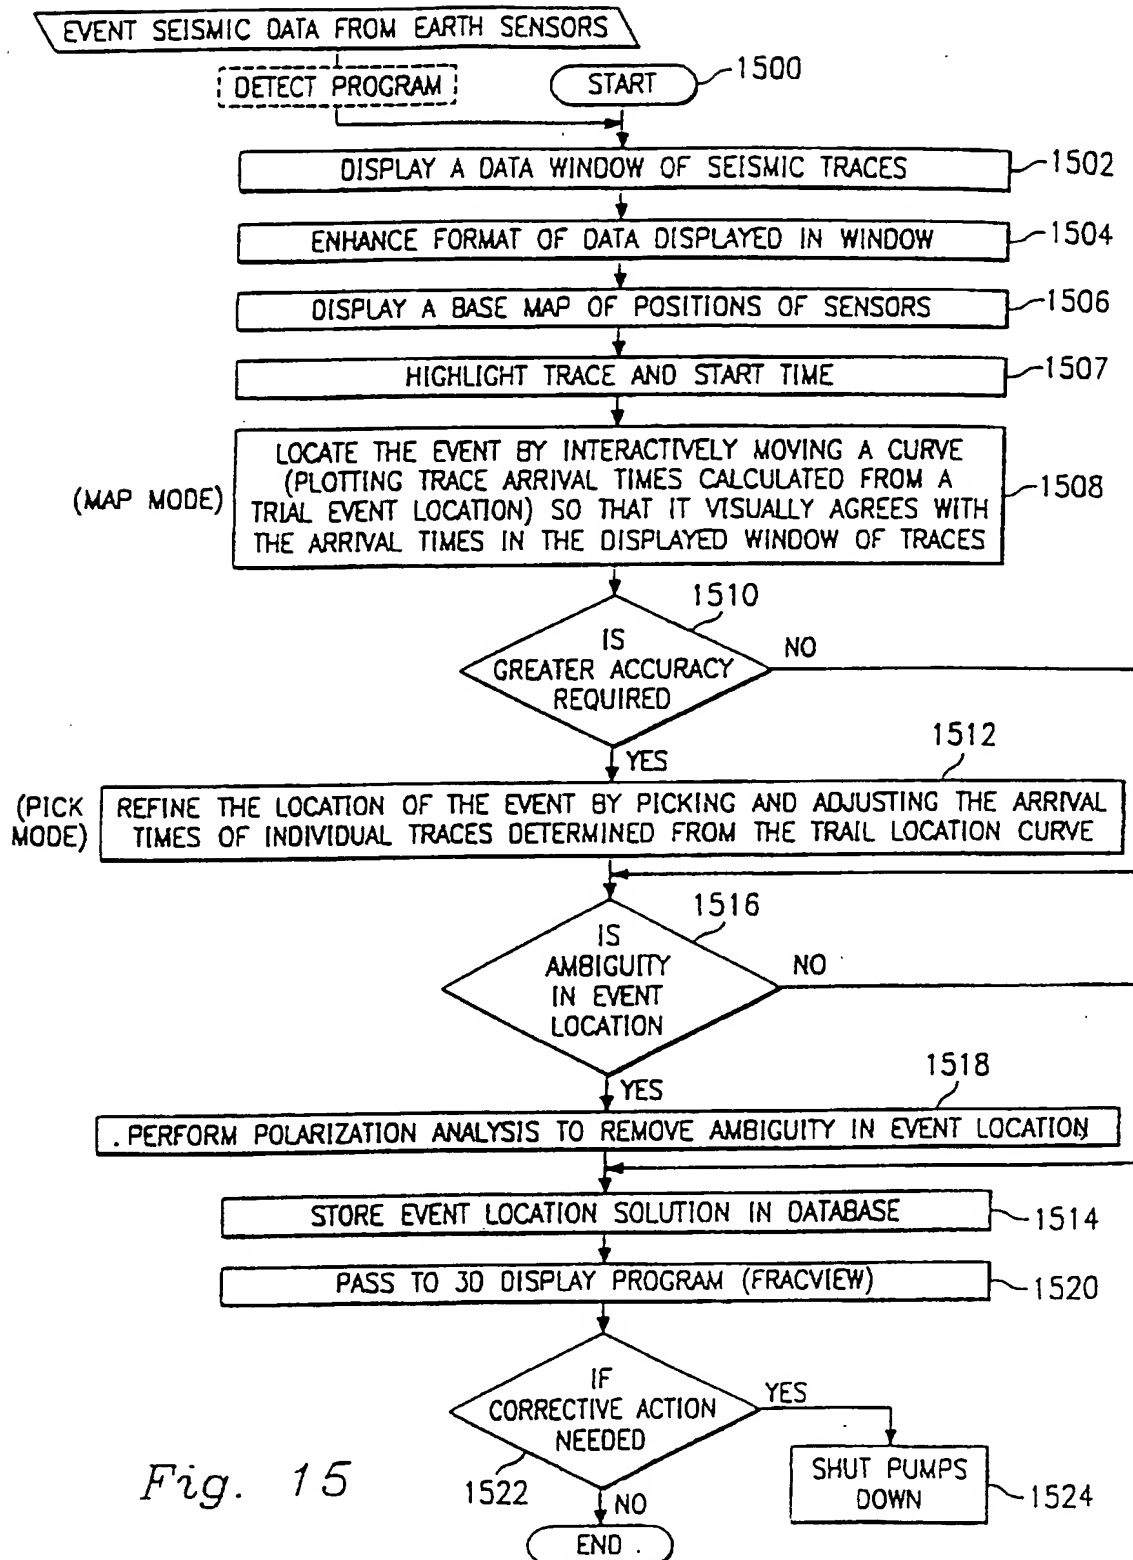 EVENT SEISMIC DATA FROM EARTH SENSORS
DETECT PROGRAM
START
1500
DISPLAY A DATA WINDOW OF SEISMIC TRACES
1502
ENHANCE FORMAT OF DATA DISPLAYED IN WINDOW
1504
DISPLAY A BASE MAP OF POSITIONS OF SENSORS
1506
HIGHLIGHT TRACE AND START TIME
1507
(MAP MODE)
LOCATE THE EVENT BY INTERACTIVELY MOVING A CURVE
(PLOTTING TRACE ARRIVAL TIMES CALCULATED FROM A
TRIAL EVENT LOCATION) SO THAT IT VISUALLY AGREES WITH
THE ARRIVAL TIMES IN THE DISPLAYED WINDOW OF TRACES
1508
1510
IS
GREATER ACCURACY
REQUIRED
NO
YES
1512
(PICK
MODE)
REFINE THE LOCATION OF THE EVENT BY PICKING AND ADJUSTING THE ARRIVAL
TIMES OF INDIVIDUAL TRACES DETERMINED FROM THE TRAIL LOCATION CURVE
1516
IS
AMBIGUITY
IN EVENT
LOCATION
NO
YES
1518
PERFORM POLARIZATION ANALYSIS TO REMOVE AMBIGUITY IN EVENT LOCATION
STORE EVENT LOCATION SOLUTION IN DATABASE
1514
PASS TO 3D DISPLAY PROGRAM (FRACVIEW)
1520
IF
CORRECTIVE ACTION
NEEDED
YES
1522
NO
SHUT PUMPS
DOWN
1524
END
Fig. 15